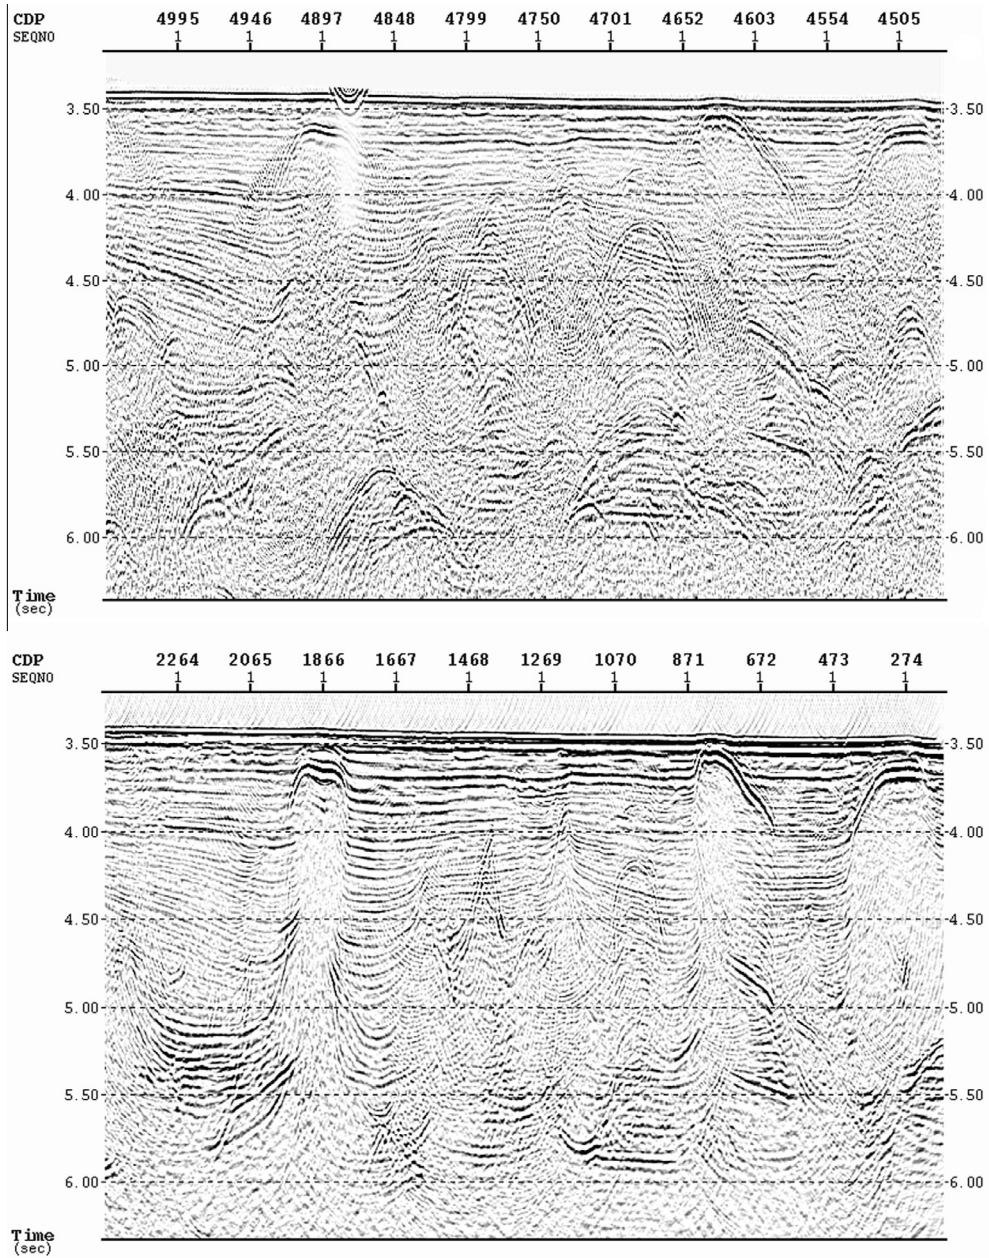 CDP 4995 4946 4897 4848 4799 4750 4701 4652 4603 4554 4505
SEQNO 1 1 1 1 1 1 1 1 1 1 1
3.50 3.50
4.00 4.00
4.50 4.50
5.00 5.00
5.50 5.50
6.00 6.00
Time
(sec)
CDP 2264 2065 1866 1667 1468 1269 1070 871 672 473 274
SEQNO 1 1 1 1 1 1 1 1 1 1 1
3.50 3.50
4.00 4.00
4.50 4.50
5.00 5.00
5.50 5.50
6.00 6.00
Time
(sec)